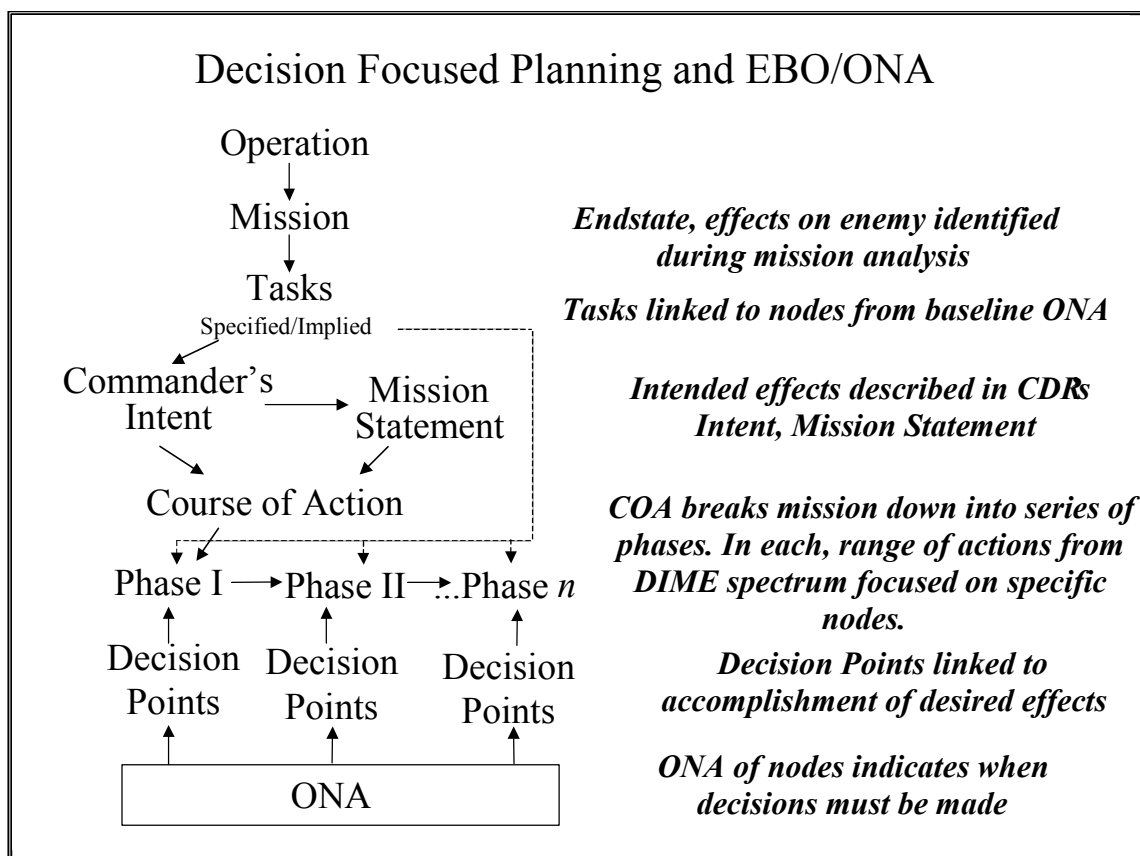 Decision Focused Planning and EBO/ONA
Operation
Mission
Tasks
Specified/Implied
Commander’s
Intent
Mission
Statement
Course of Action
Phase I
Phase II
...Phase n
Decision
Points
Decision
Points
Decision
Points
ONA
Endstate, effects on enemy identified
during mission analysis
Tasks linked to nodes from baseline ONA
Intended effects described in CDRs
Intent, Mission Statement
COA breaks mission down into series of
phases. In each, range of actions from
DIME spectrum focused on specific
nodes.
Decision Points linked to
accomplishment of desired effects
ONA of nodes indicates when
decisions must be made